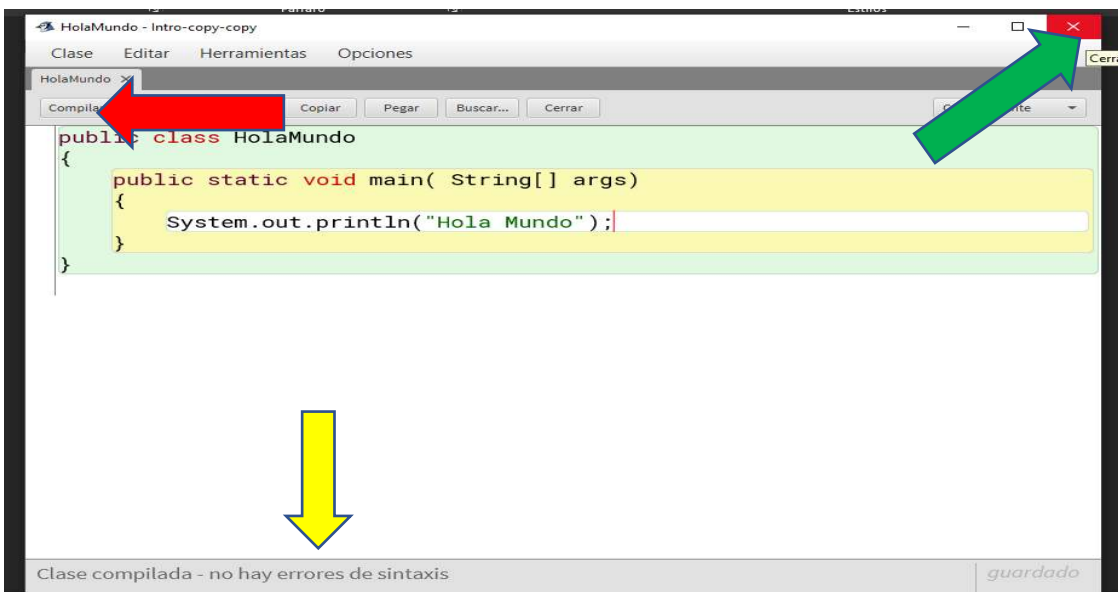 HolaMundo - Intro-copy-copy
Clase Editar Herramientas Opciones
HolaMundo
Copiar Pegar Buscar... Cerrar
public class HolaMundo
{
public static void main( String[] args)
{
System.out.println("Hola Mundo");
}
}
Clase compilada - no hay errores de sintaxis
guardado